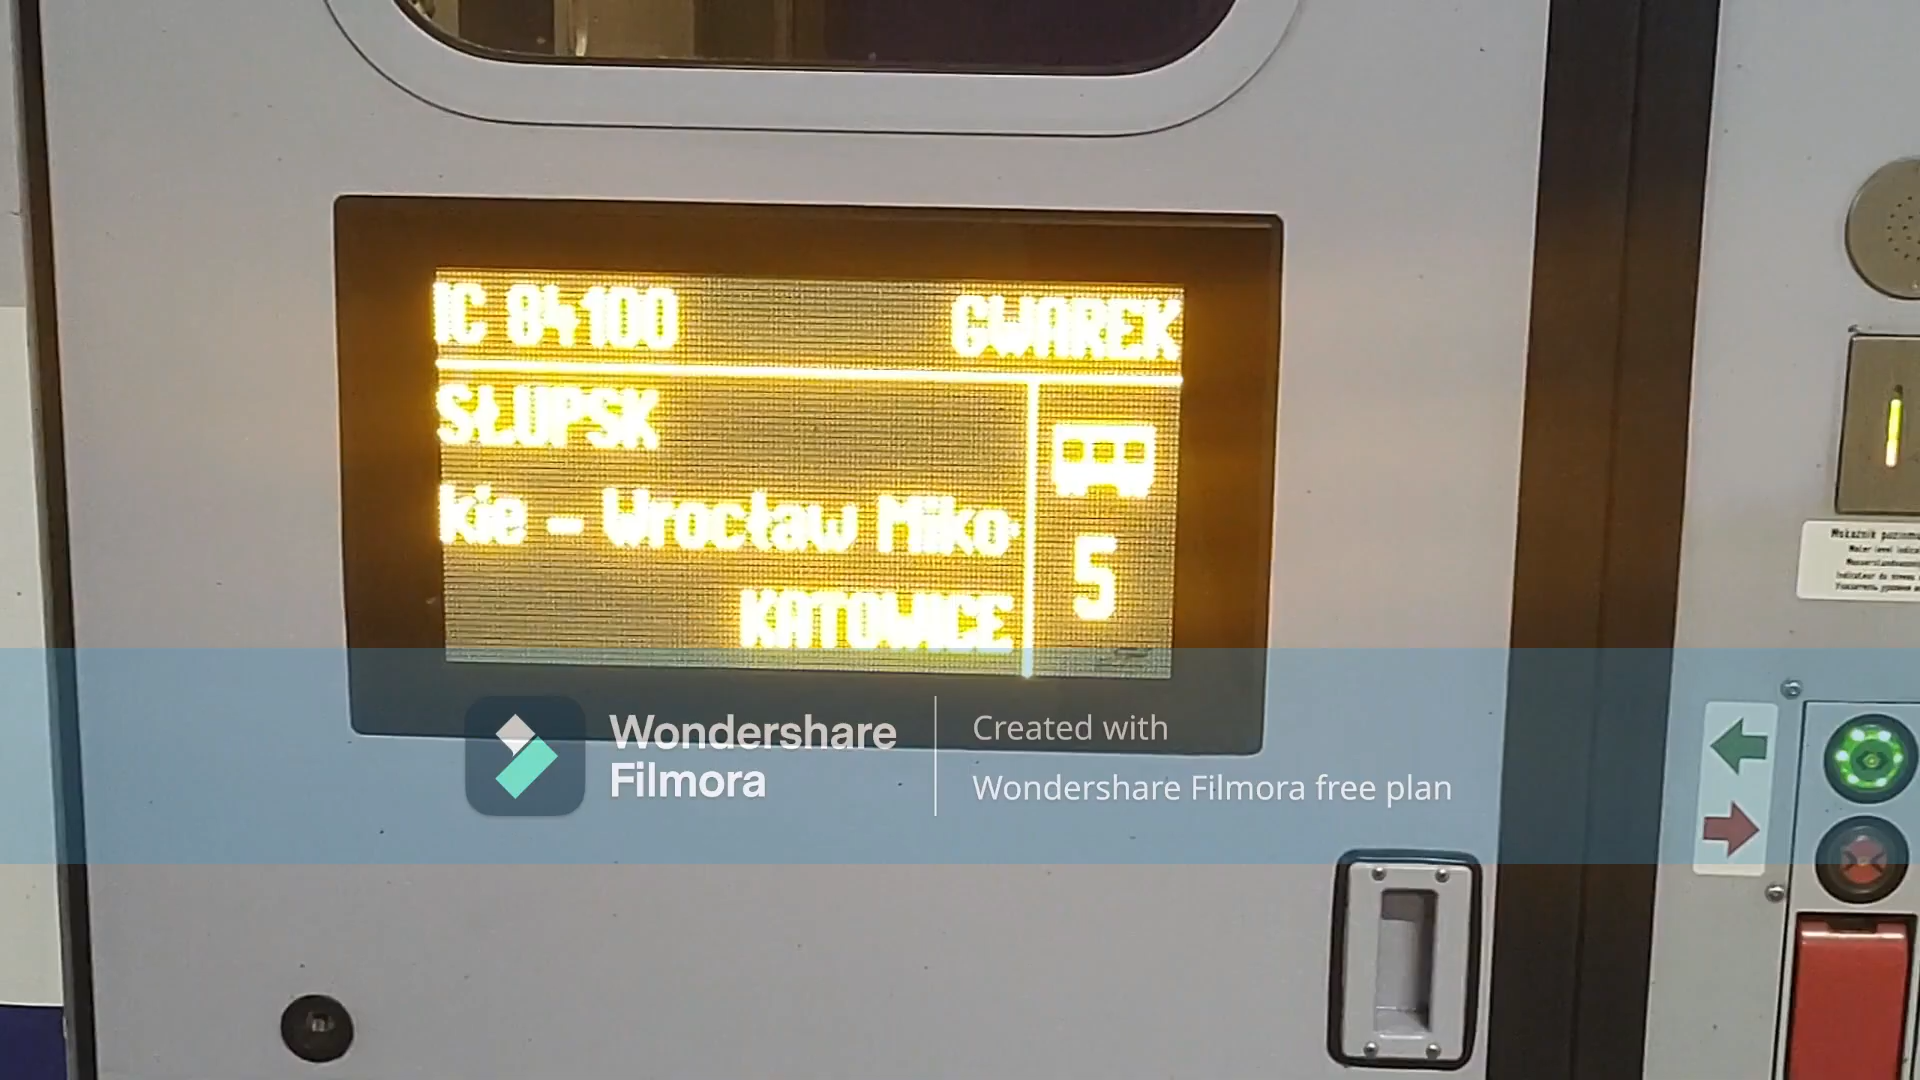 IC 84100 GWAREK
SŁUPSK
kie - Wrocław Miko
5
KATOWICE
Wondershare
Filmora
Created with
Wondershare Filmora free plan